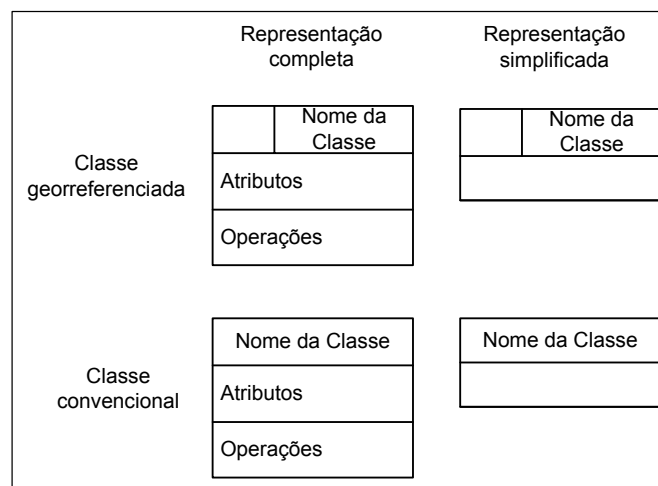 Representação
completa
Representação
simplificada
Classe
georreferenciada
Nome da
Classe
Atributos
Operações
Nome da
Classe
Classe
convencional
Nome da Classe
Atributos
Operações
Nome da Classe